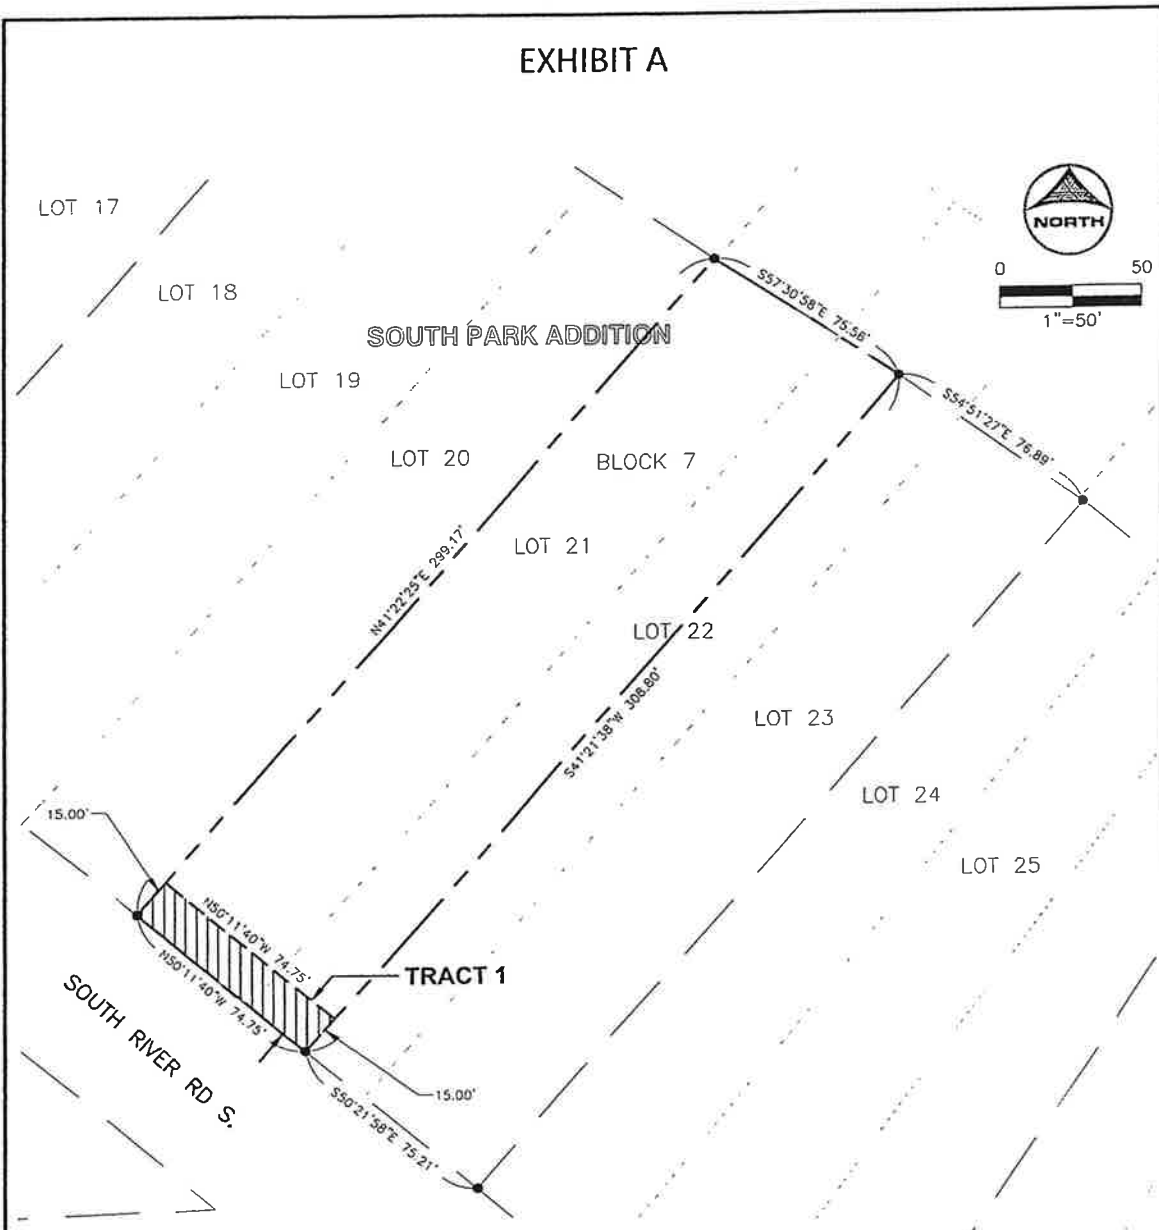 EXHIBIT A
LOT 17
NORTH
0 50
1"=50'
LOT 18
S57°30'58"E 75.56'
SOUTH PARK ADDITION
LOT 19
S54°51'27"E 76.89'
LOT 20
BLOCK 7
LOT 21
N41°22'25"E 299.17'
LOT 22
S41°21'38"W 308.80'
LOT 23
LOT 24
15.00'
LOT 25
N50°11'40"W 74.75'
TRACT 1
N50°11'40"W 74.75'
SOUTH RIVER RD S.
15.00'
S50°21'58"E 75.21'